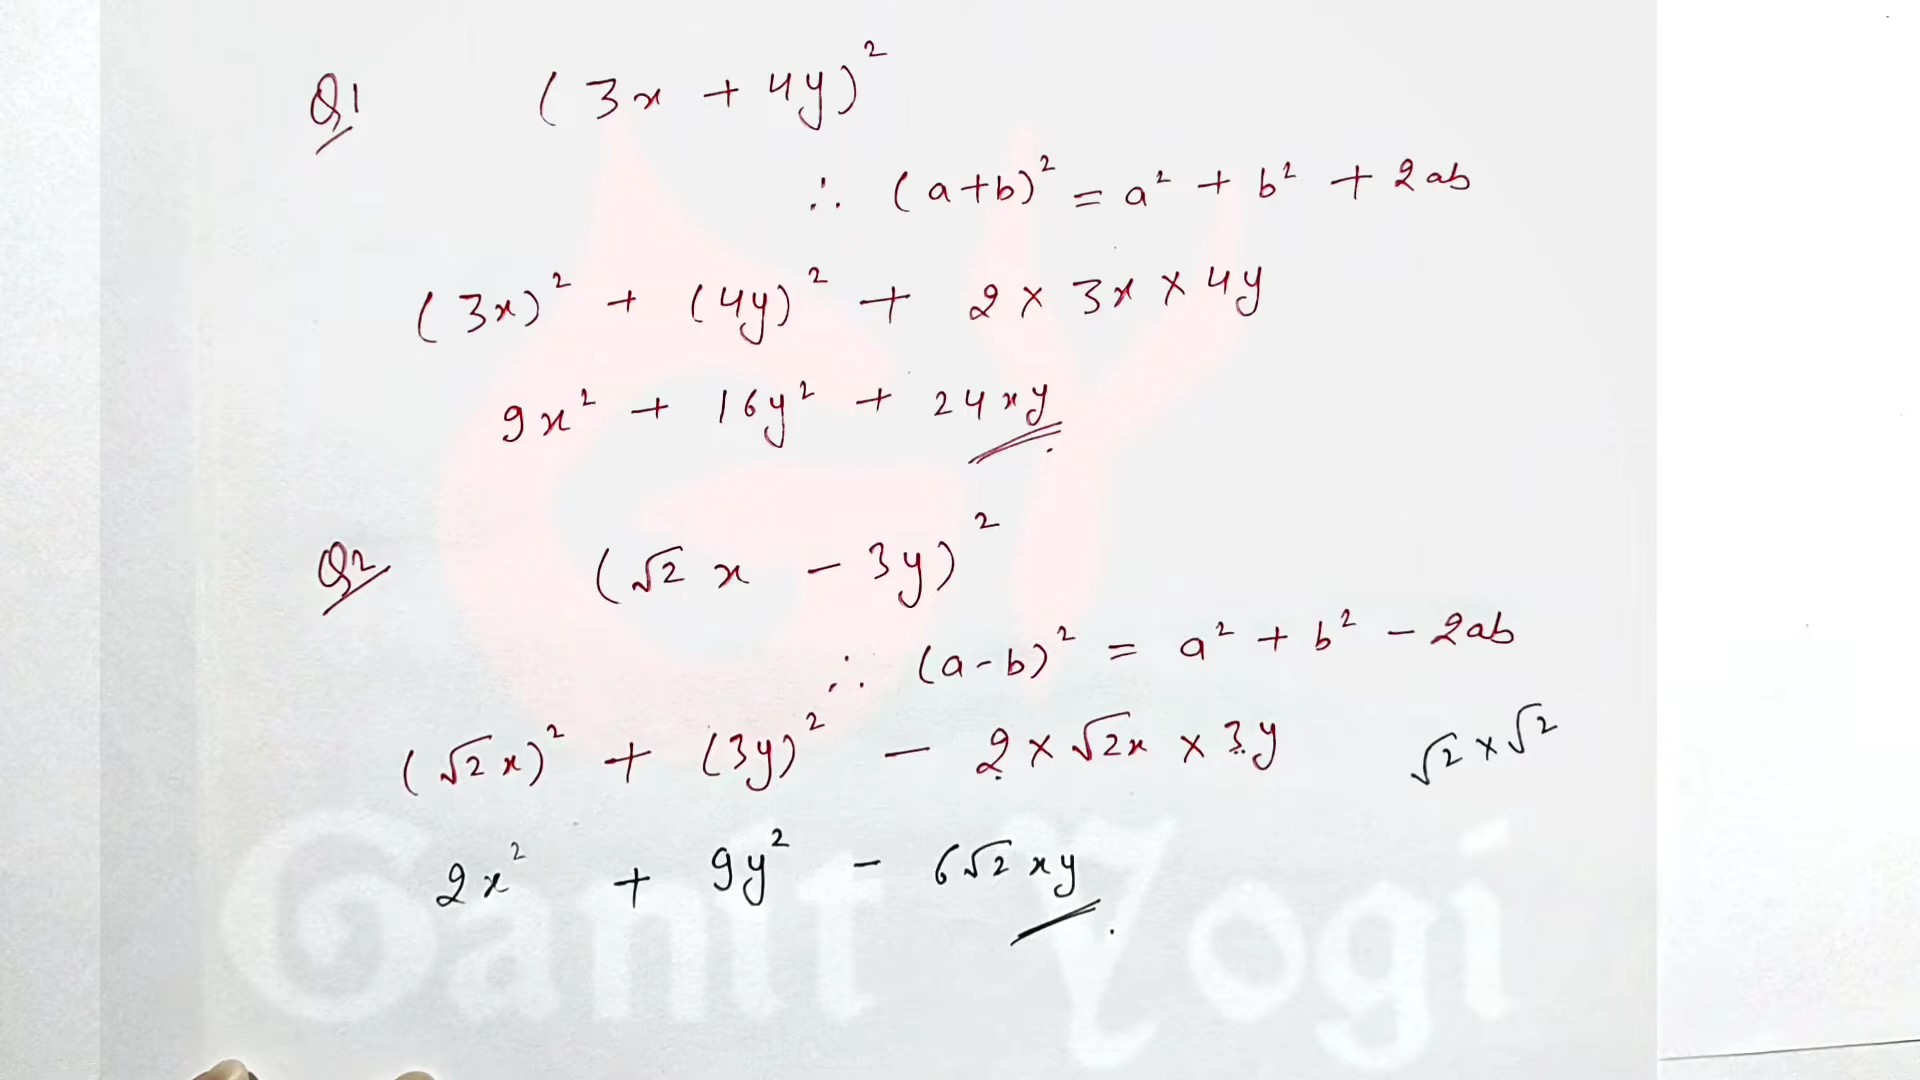 Q1 (3x + 4y)²
∴ (a+b)² = a² + b² + 2ab
(3x)² + (4y)² + 2 × 3x × 4y
9x² + 16y² + 24xy
Q2 (√2 x - 3y)²
∴ (a-b)² = a² + b² - 2ab
(√2x)² + (3y)² - 2 × √2x × 3y √2 × √2
2x² + 9y² - 6√2 xy
GY
Ganit Yogi